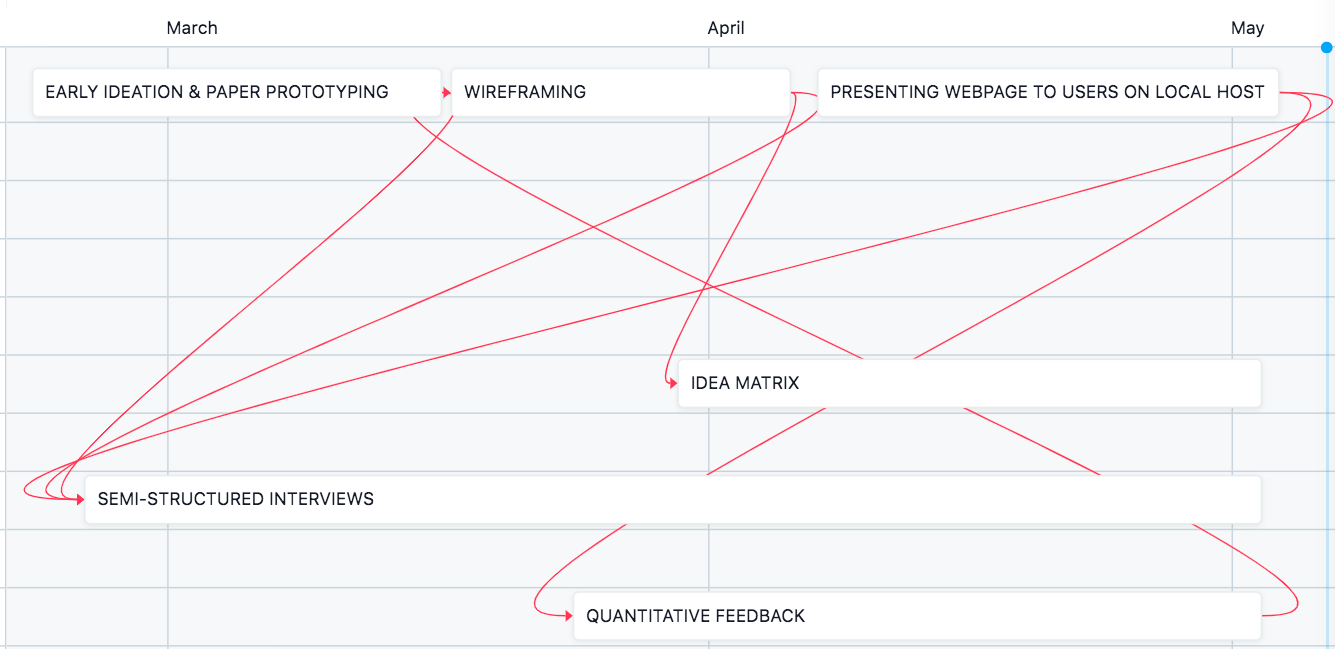 March
April
May
EARLY IDEATION & PAPER PROTOTYPING
WIREFRAMING
PRESENTING WEBPAGE TO USERS ON LOCAL HOST
IDEA MATRIX
SEMI-STRUCTURED INTERVIEWS
QUANTITATIVE FEEDBACK